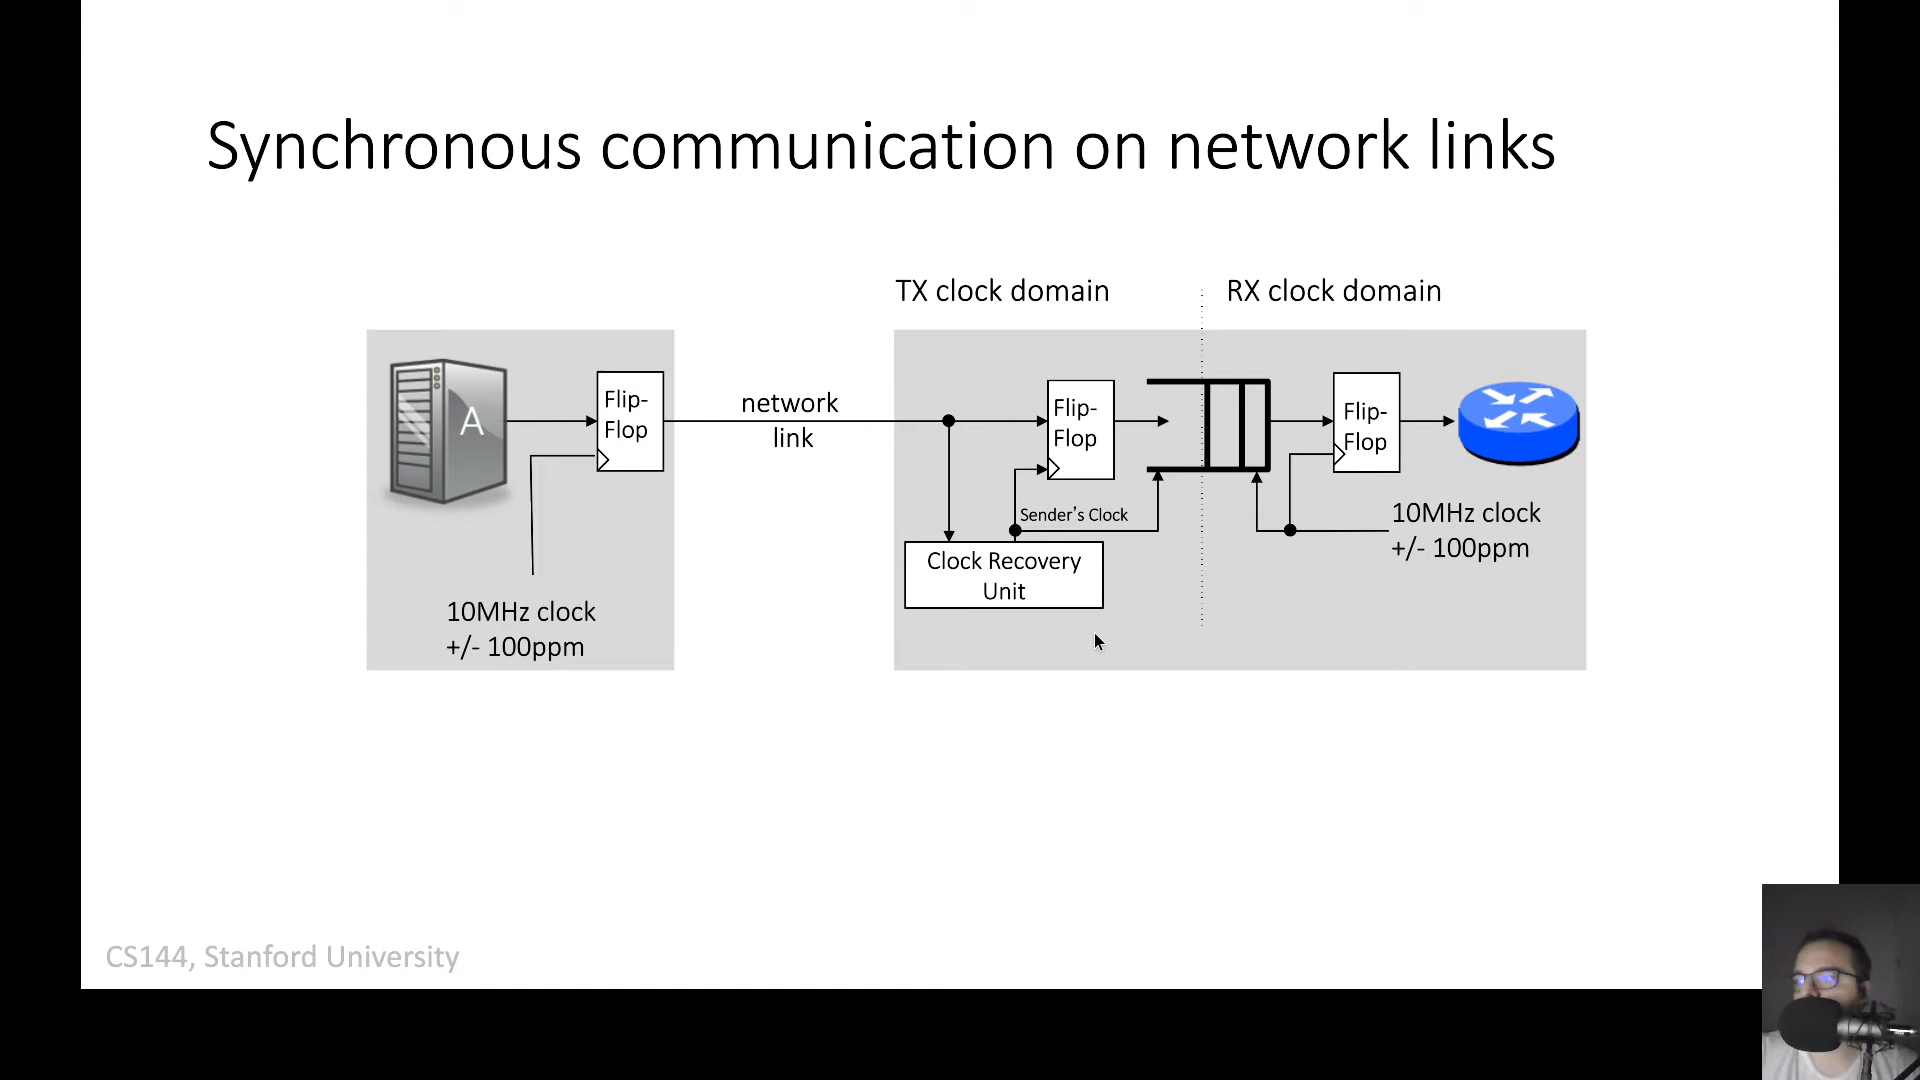 Synchronous communication on network links
TX clock domain
RX clock domain
A
Flip-
Flop
network
link
Flip-
Flop
Flip-
Flop
Sender's Clock
Clock Recovery
Unit
10MHz clock
+/- 100ppm
10MHz clock
+/- 100ppm
CS144, Stanford University